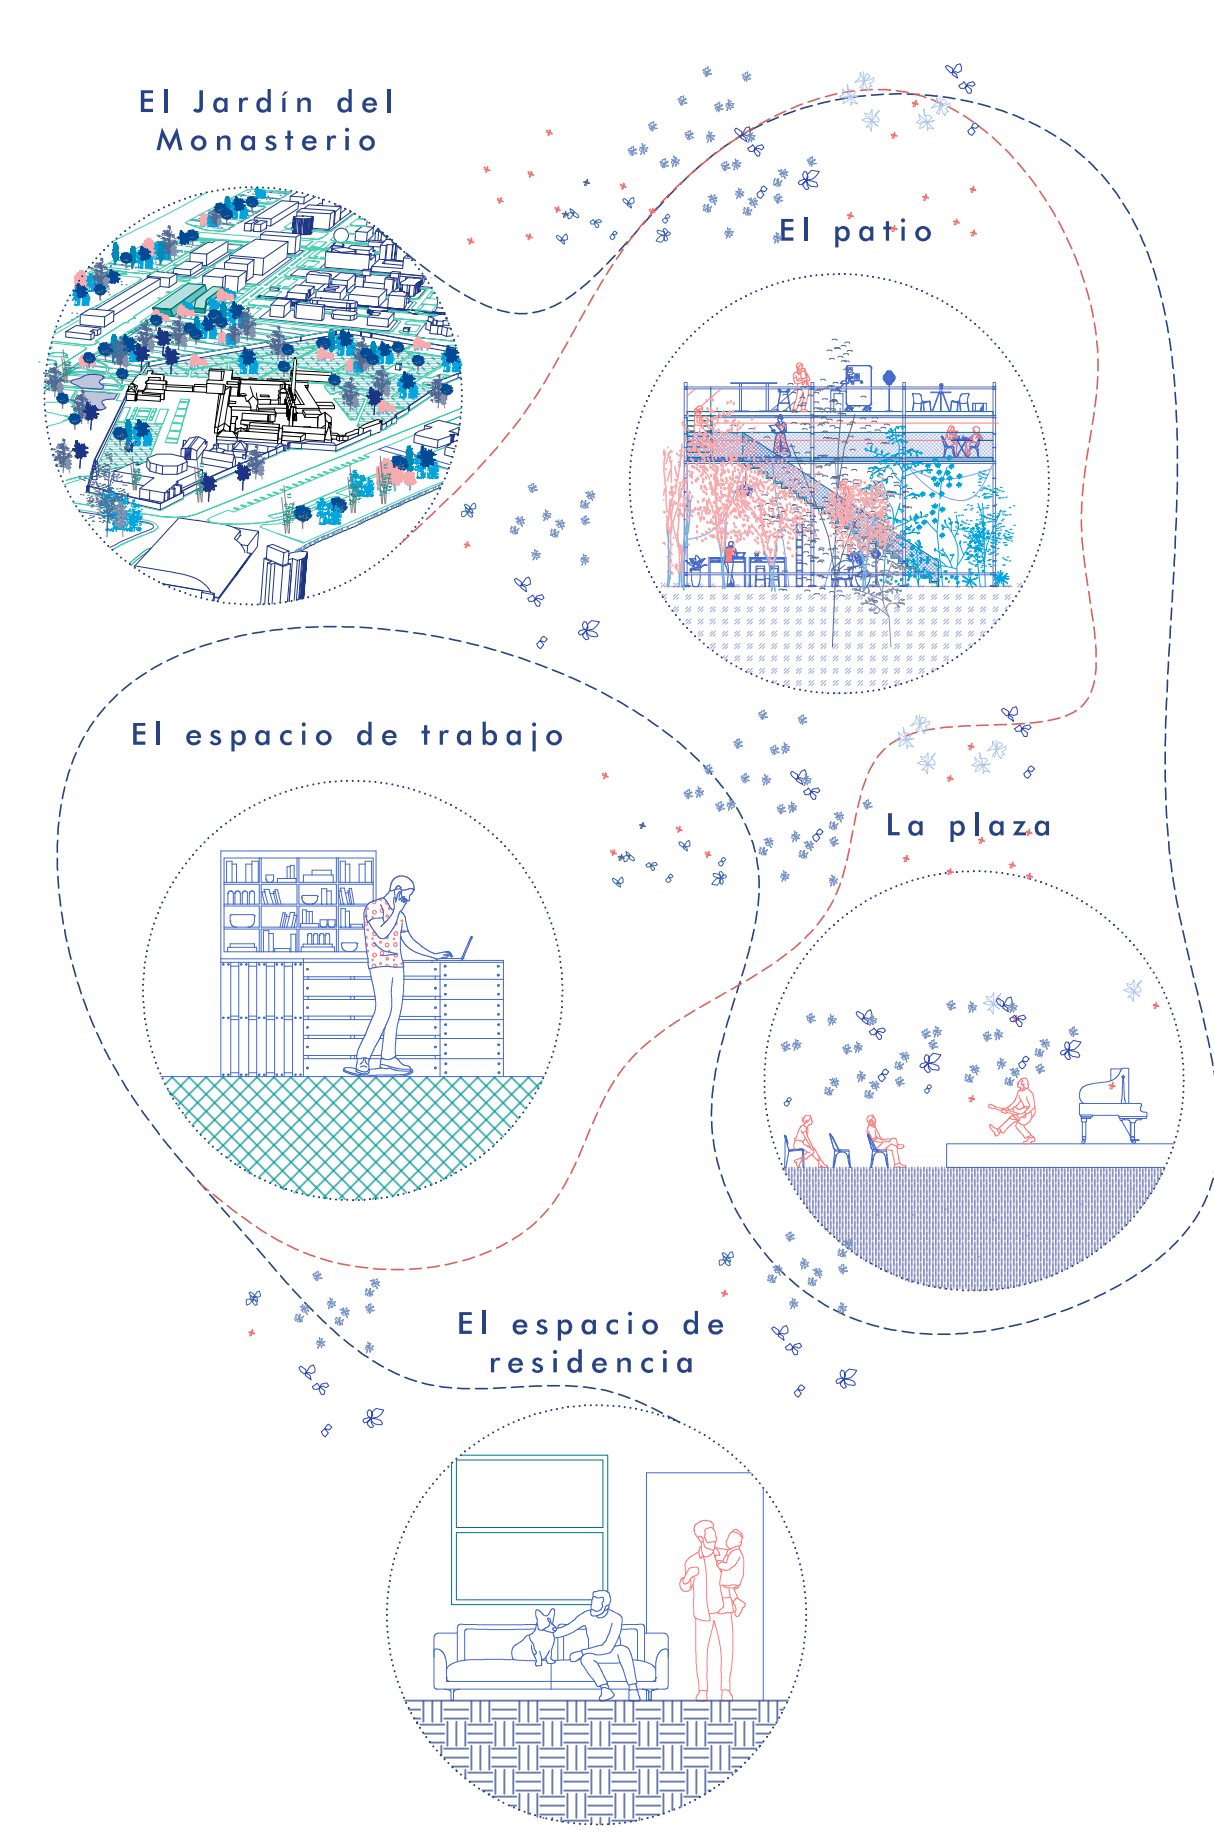 El Jardín del
Monasterio
El patio
El espacio de trabajo
La plaza
El espacio de
residencia